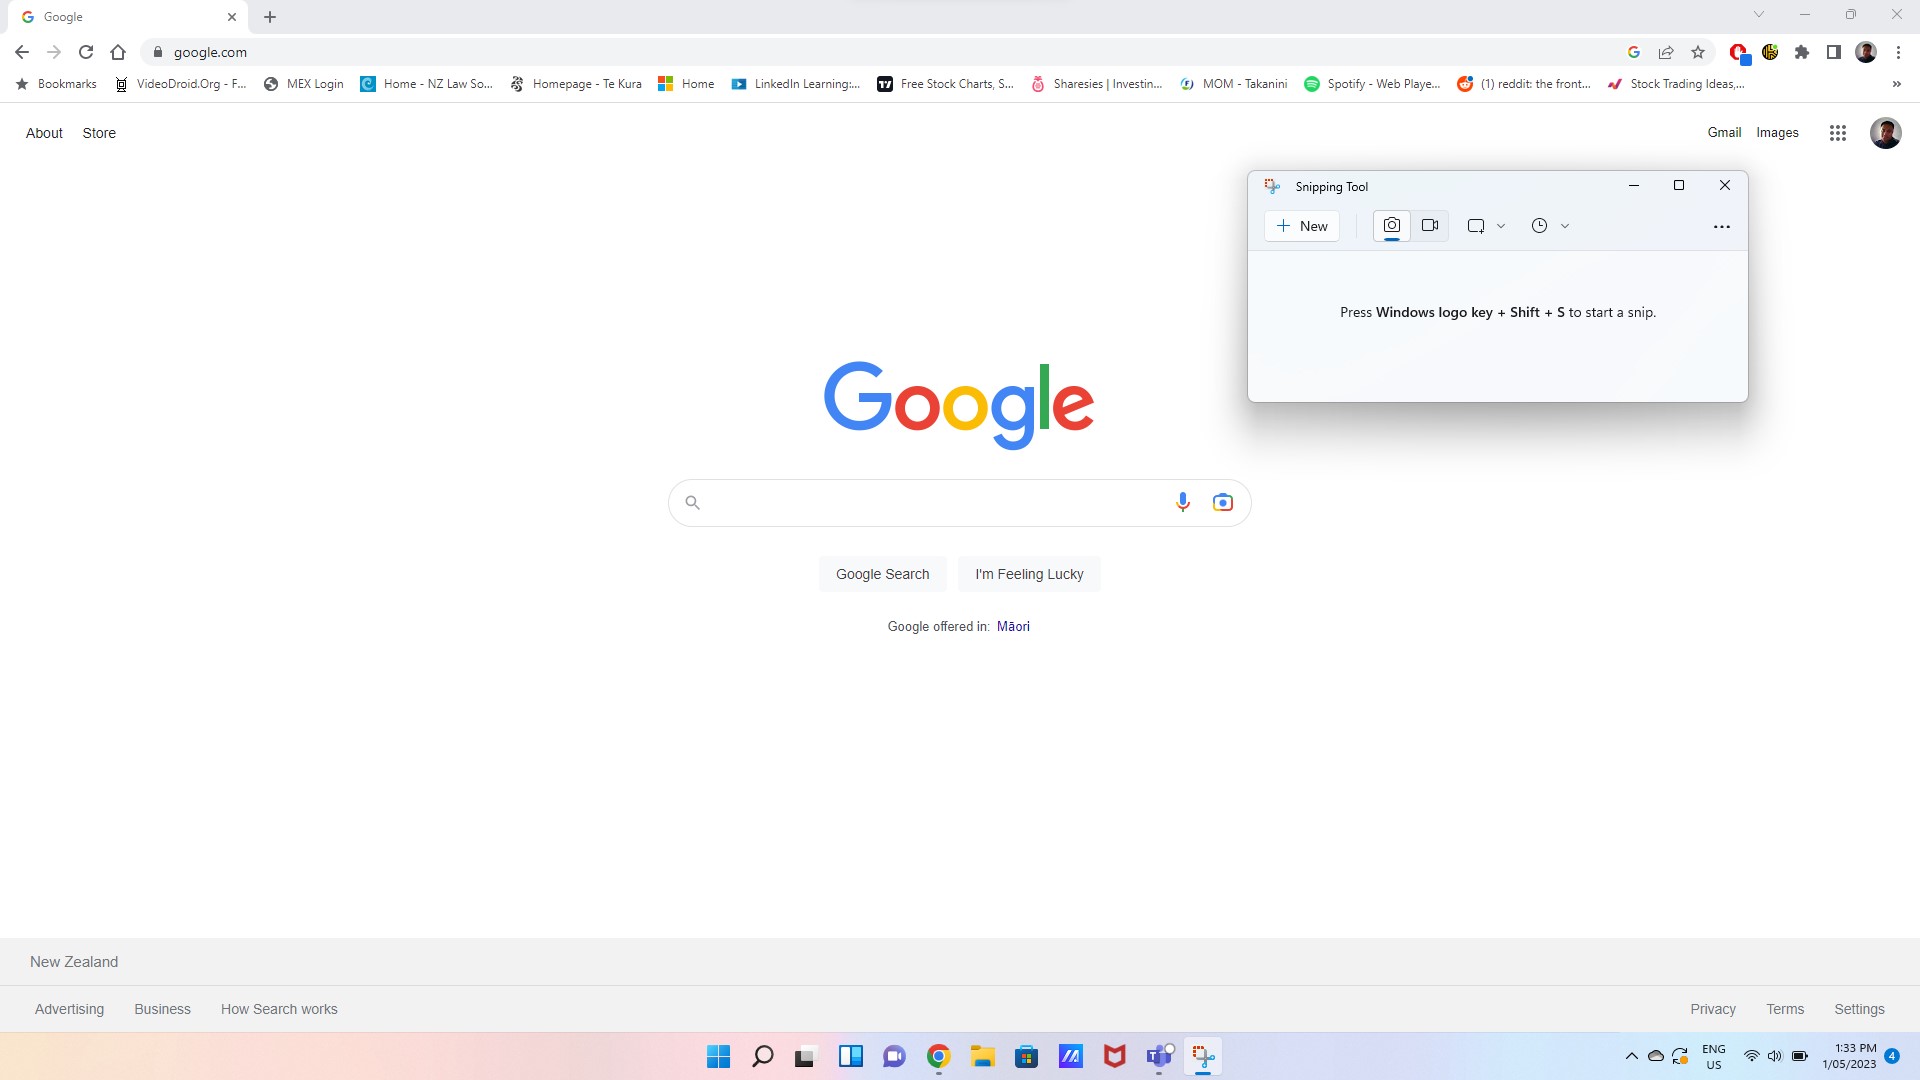 Google
google.com
Bookmarks VideoDroid.Org - F... MEX Login Home - NZ Law So... Homepage - Te Kura Home LinkedIn Learning:... Free Stock Charts, S... Sharesies | Investin... MOM - Takanini Spotify - Web Playe... (1) reddit: the front... Stock Trading Ideas,... »
About Store Gmail Images
Snipping Tool
New
Press Windows logo key + Shift + S to start a snip.
Google
Google Search I'm Feeling Lucky
Google offered in: Māori
New Zealand
Advertising Business How Search works Privacy Terms Settings
ENG
US
1:33 PM
1/05/2023
4